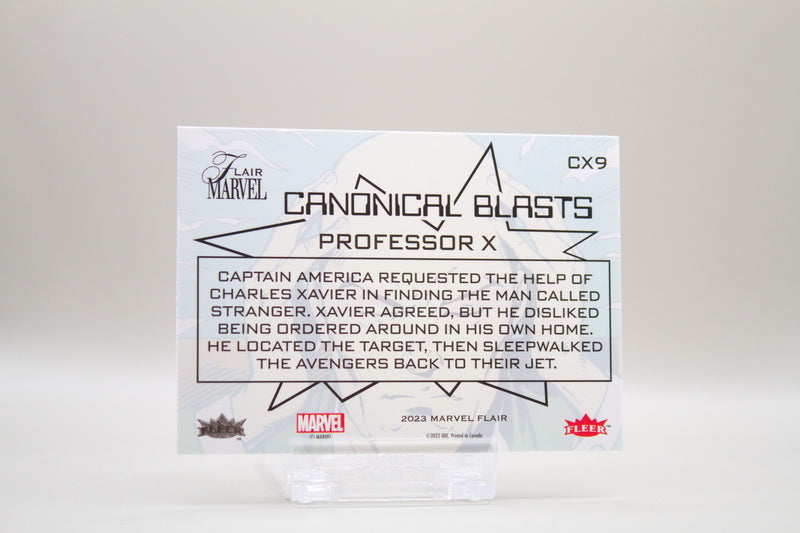 FLAIR
MARVEL
CX9
CANONICAL BLASTS
PROFESSOR X
CAPTAIN AMERICA REQUESTED THE HELP OF
CHARLES XAVIER IN FINDING THE MAN CALLED
STRANGER. XAVIER AGREED, BUT HE DISLIKED
BEING ORDERED AROUND IN HIS OWN HOME.
HE LOCATED THE TARGET, THEN SLEEPWALKED
THE AVENGERS BACK TO THEIR JET.
FLEER
MARVEL
© MARVEL
2023 MARVEL FLAIR
©2023 UDC. Printed in Canada.
FLEER